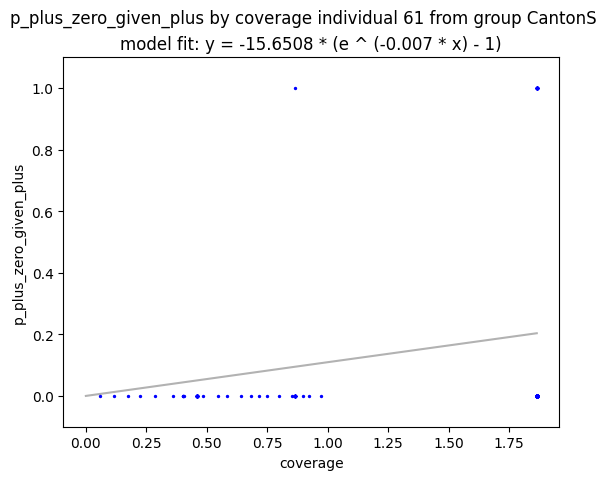 p_plus_zero_given_plus by coverage individual 61 from group CantonS
model fit: y = -15.6508 * (e ^ (-0.007 * x) - 1)
1.0
0.8
0.6
0.4
0.2
0.0
p_plus_zero_given_plus
0.00 0.25 0.50 0.75 1.00 1.25 1.50 1.75
coverage